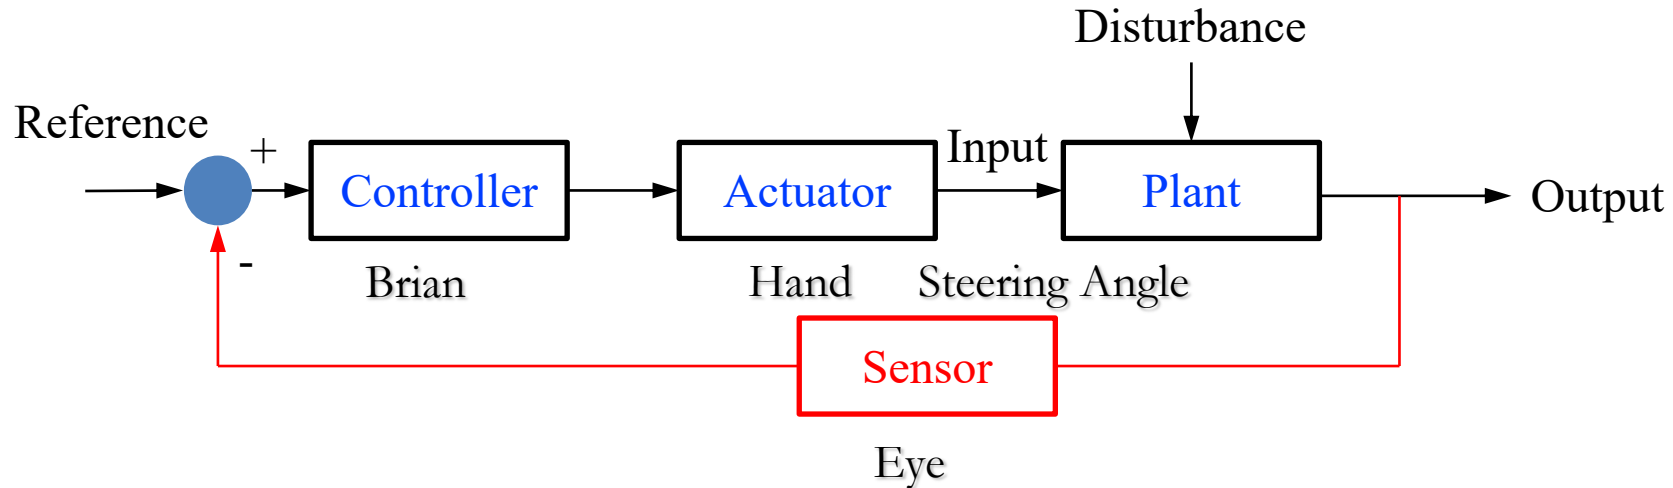 Disturbance
Reference
+
Input
Controller
Actuator
Plant
Output
-
Brian
Hand
Steering Angle
Sensor
Eye